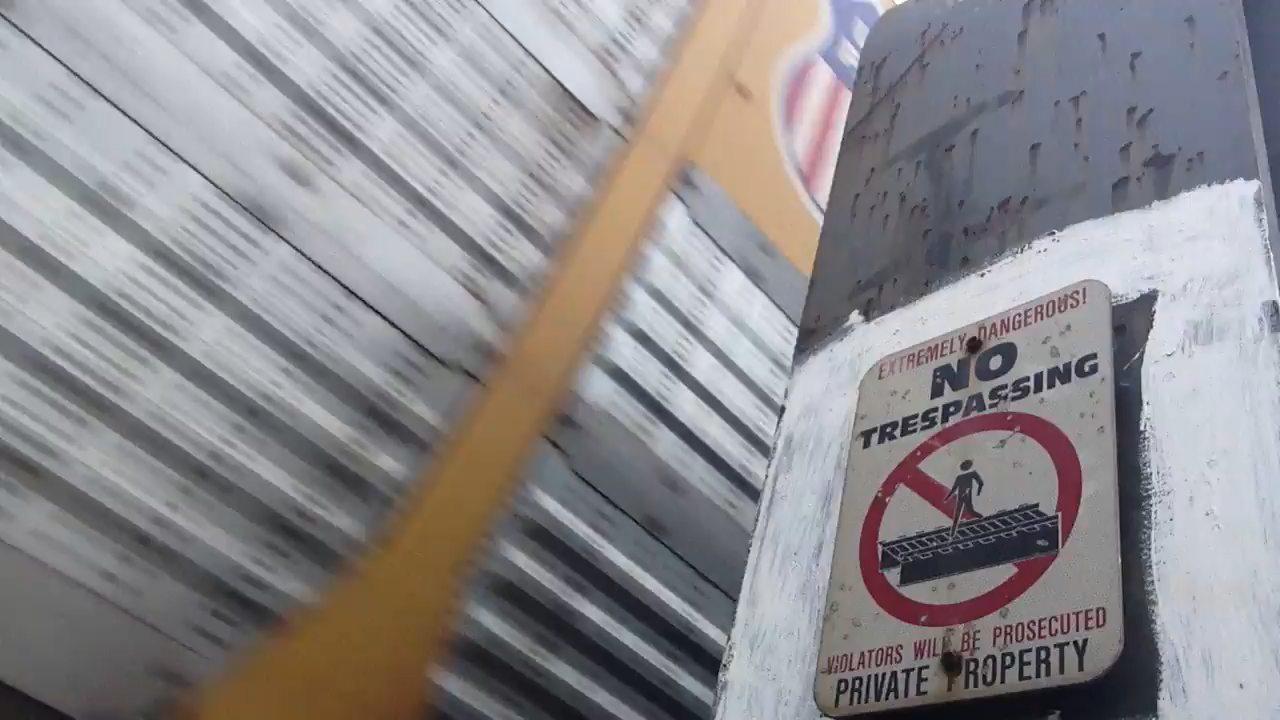 EXTREMELY DANGEROUS!
NO
TRESPASSING
VIOLATORS WILL BE PROSECUTED
PRIVATE PROPERTY